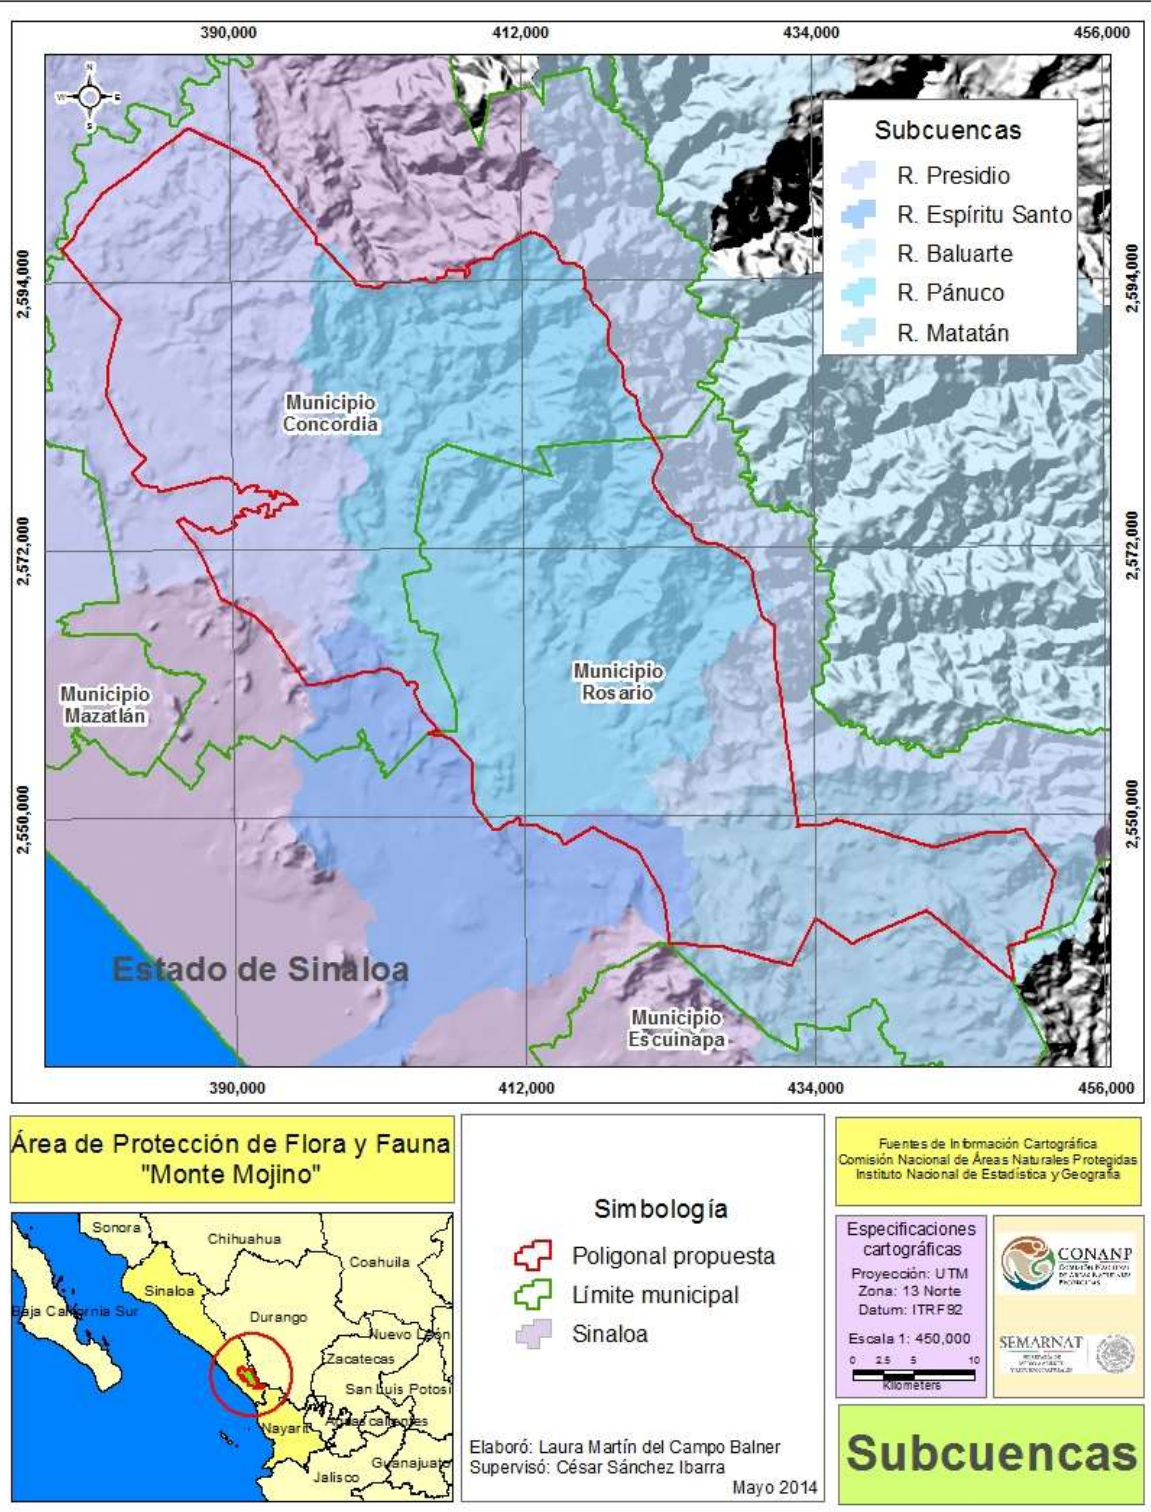 390,000
412,000
434,000
456,000
N
W
E
S
Subcuencas
R. Presidio
R. Espíritu Santo
R. Baluarte
R. Pánuco
R. Matatán
2,594,000
2,594,000
Municipio
Concordia
2,572,000
2,572,000
Municipio
Mazatlán
Municipio
Rosario
2,550,000
2,550,000
Estado de Sinaloa
Municipio
Escuinapa
390,000
412,000
434,000
456,000
Área de Protección de Flora y Fauna
"Monte Mojino"
Sonora
Chihuahua
Coahuila
Sinaloa
Baja California Sur
Durango
Nuevo León
Zacatecas
San Luis Potosí
Aguascalientes
Nayarit
Guanajuato
Jalisco
Simbología
Poligonal propuesta
Límite municipal
Sinaloa
Elaboró: Laura Martín del Campo Balner
Supervisó: César Sánchez Ibarra
Mayo 2014
Fuentes de Información Cartográfica
Comisión Nacional de Áreas Naturales Protegidas
Instituto Nacional de Estadística y Geografía
Especificaciones
cartográficas
Proyección: UTM
Zona: 13 Norte
Datum: ITRF92
Escala 1: 450,000
0 2.5 5 10
Kilometers
CONANP
COMISIÓN NACIONAL
DE ÁREAS NATURALES
PROTEGIDAS
SEMARNAT
Subcuencas